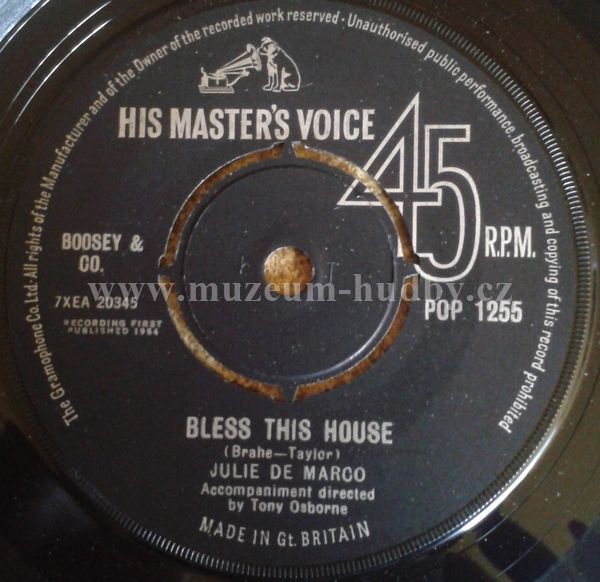 The Gramophone Co. Ltd. All rights of the Manufacturer and of the Owner of the recorded work reserved · Unauthorised public performance, broadcasting and copying of this record prohibited
HIS MASTER'S VOICE
45
R.P.M.
BOOSEY &
CO.
7XEA 20345
POP 1255
RECORDING FIRST
PUBLISHED 1964
www.muzeum-hudby.cz
BLESS THIS HOUSE
(Brahe—Taylor)
JULIE DE MARCO
Accompaniment directed
by Tony Osborne
MADE IN Gt. BRITAIN